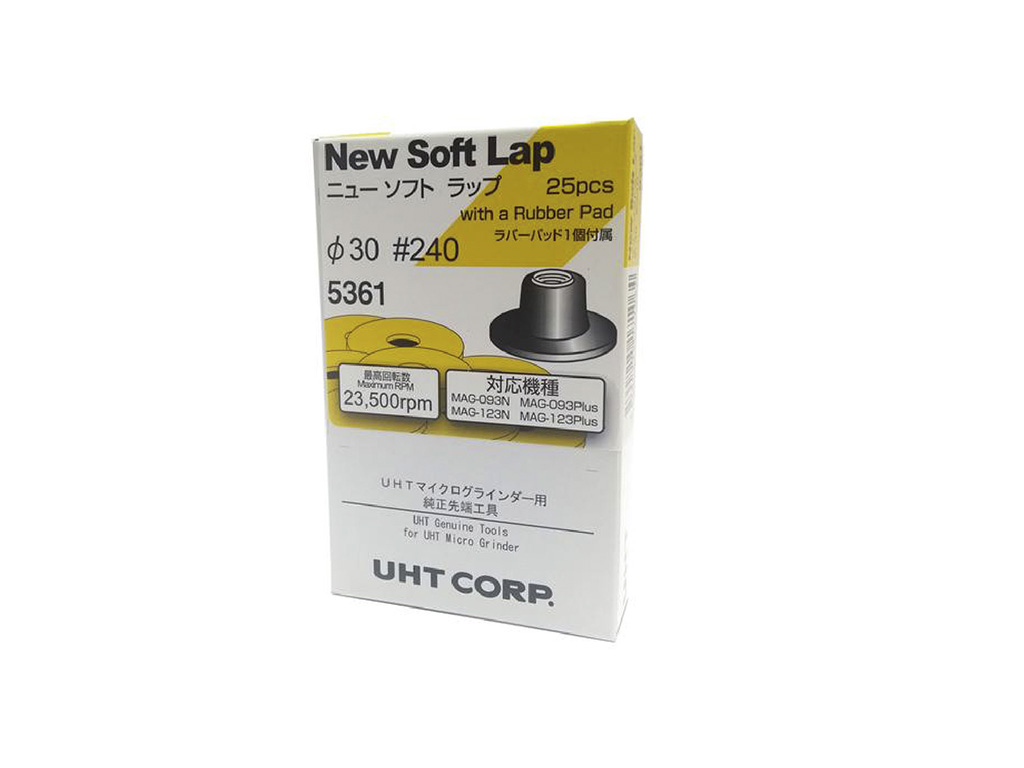 New Soft Lap
ニュー ソフト ラップ 25pcs
with a Rubber Pad
ラバーパッド1個付属
φ30 #240
5361
最高回転数
Maximum RPM
23,500rpm
対応機種
MAG-093N MAG-093Plus
MAG-123N MAG-123Plus
UHTマイクログラインダー用
純正先端工具
UHT Genuine Tools
for UHT Micro Grinder
UHT CORP.